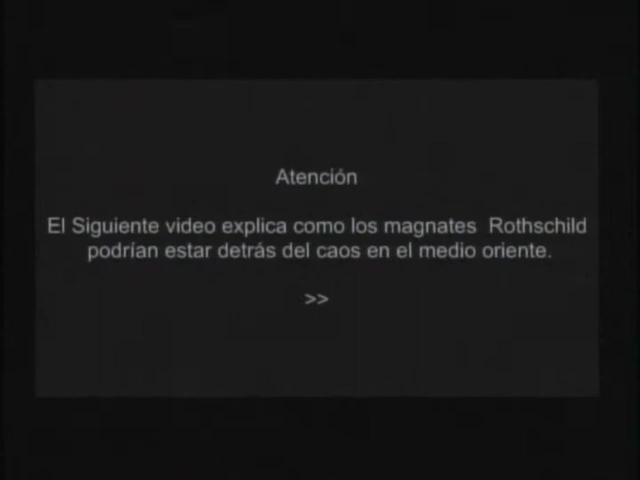 Atención
El Siguiente video explica como los magnates Rothschild
podrían estar detrás del caos en el medio oriente.
>>